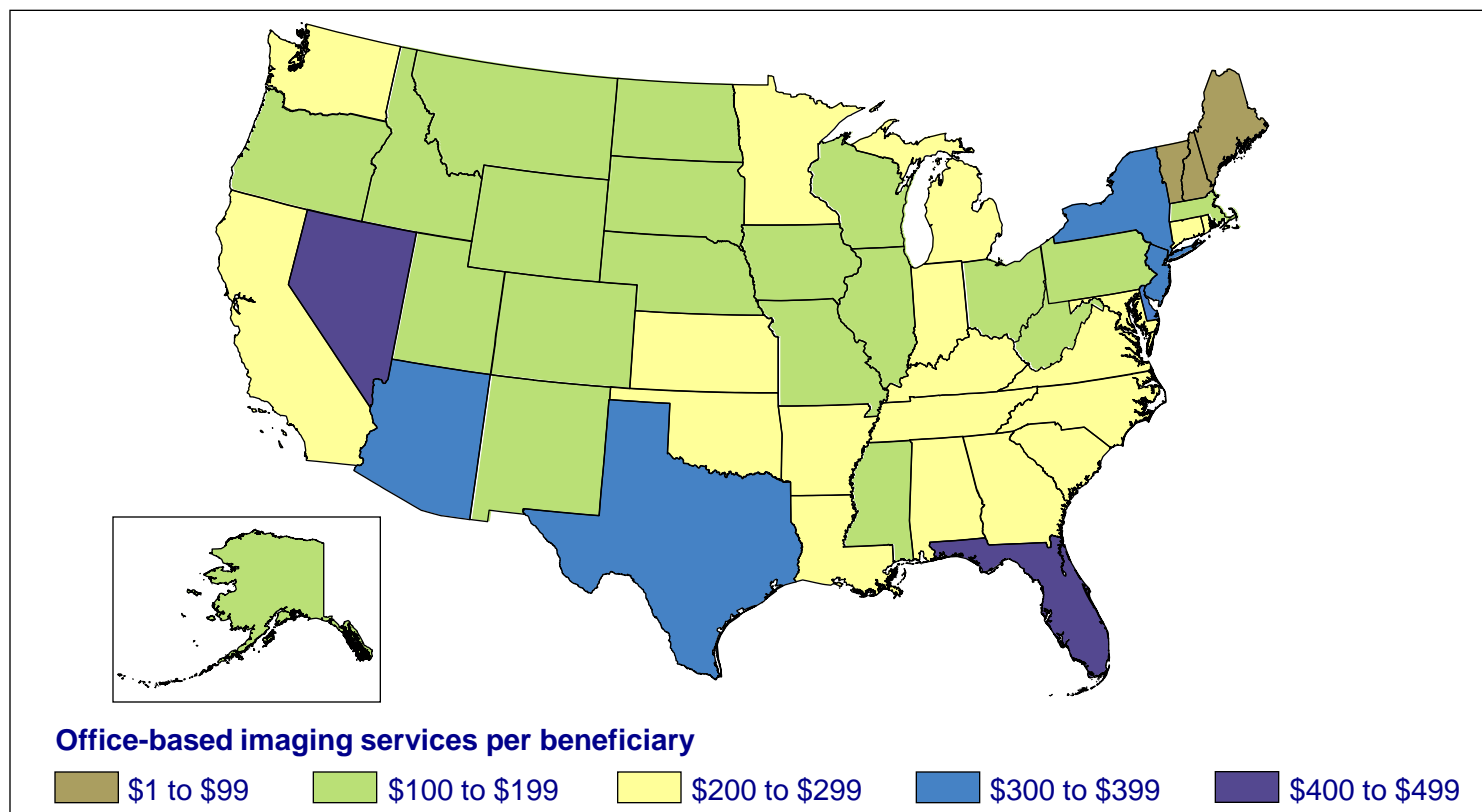 Office-based imaging services per beneficiary
$1 to $99 $100 to $199 $200 to $299 $300 to $399 $400 to $499